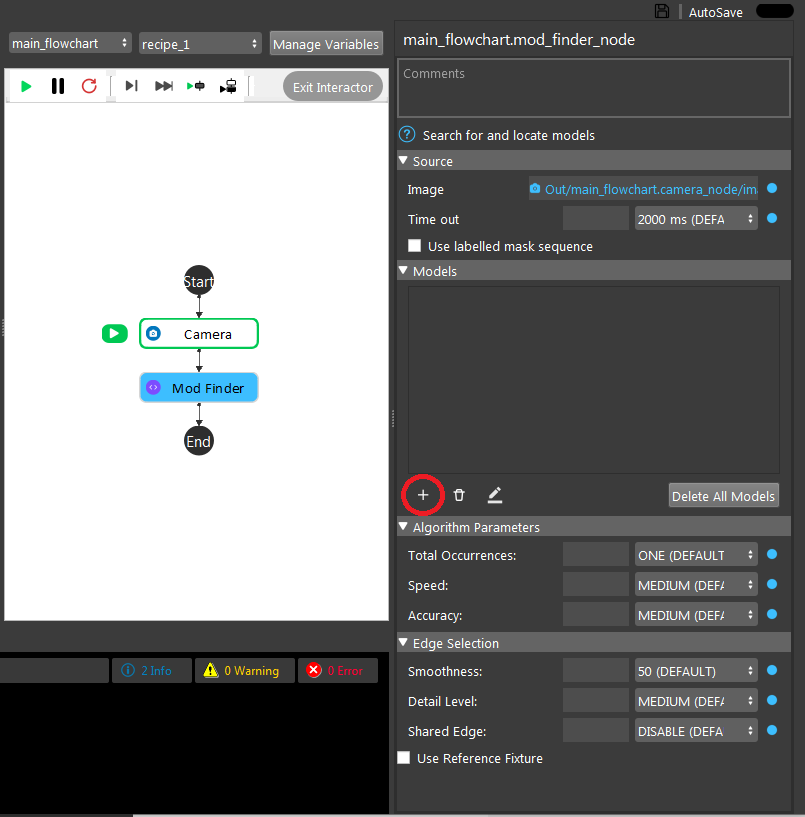 AutoSave
main_flowchart
recipe_1
Manage Variables
Exit Interactor
Start
Camera
Mod Finder
End
2 Info
0 Warning
0 Error
main_flowchart.mod_finder_node
Comments
Search for and locate models
Source
Image Out/main_flowchart.camera_node/im
Time out 2000 ms (DEFA
Use labelled mask sequence
Models
Delete All Models
Algorithm Parameters
Total Occurrences: ONE (DEFAULT
Speed: MEDIUM (DEFA
Accuracy: MEDIUM (DEFA
Edge Selection
Smoothness: 50 (DEFAULT)
Detail Level: MEDIUM (DEFA
Shared Edge: DISABLE (DEFA
Use Reference Fixture